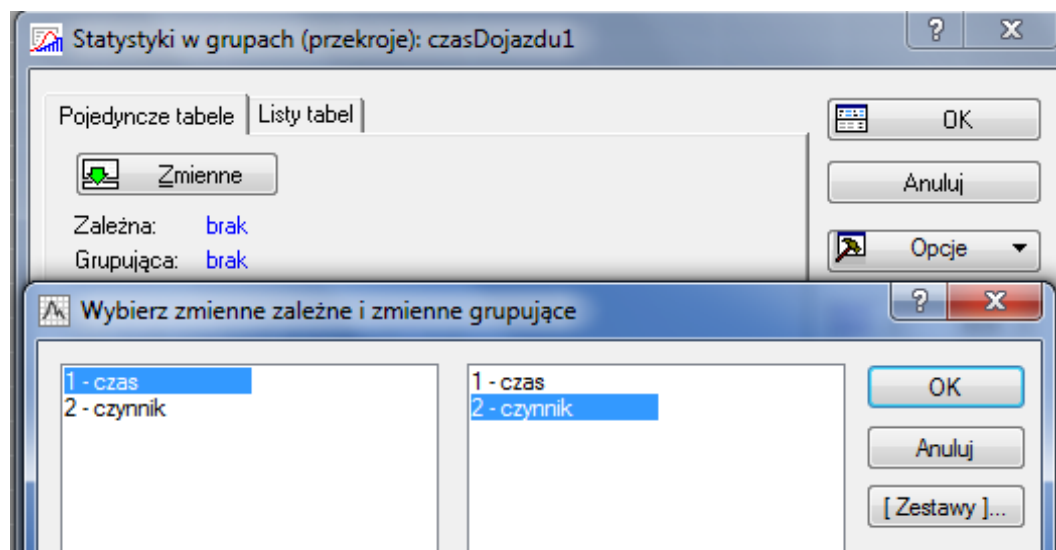 Statystyki w grupach (przekroje): czasDojazdu1
?
X
Pojedyncze tabele
Listy tabel
OK
Zmienne
Anuluj
Zależna: brak
Grupująca: brak
Opcje
Wybierz zmienne zależne i zmienne grupujące
?
X
1 - czas
2 - czynnik
1 - czas
2 - czynnik
OK
Anuluj
[ Zestawy ]...